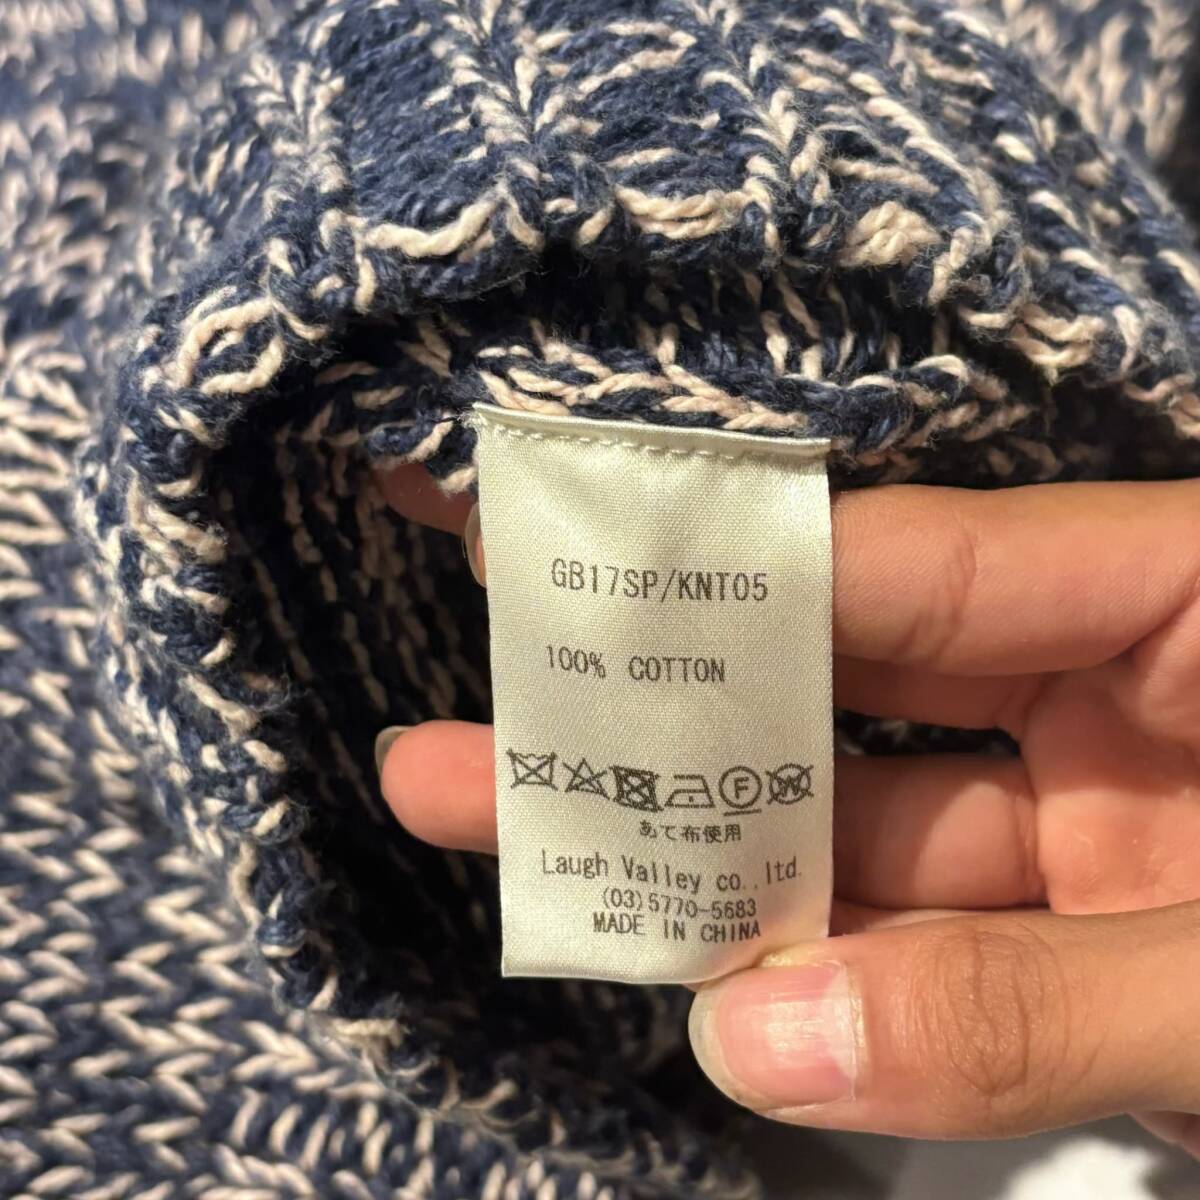 GB17SP/KNT05
100% COTTON
F W
あて布使用
Laugh Valley co.,ltd.
(03)5770-5683
MADE IN CHINA